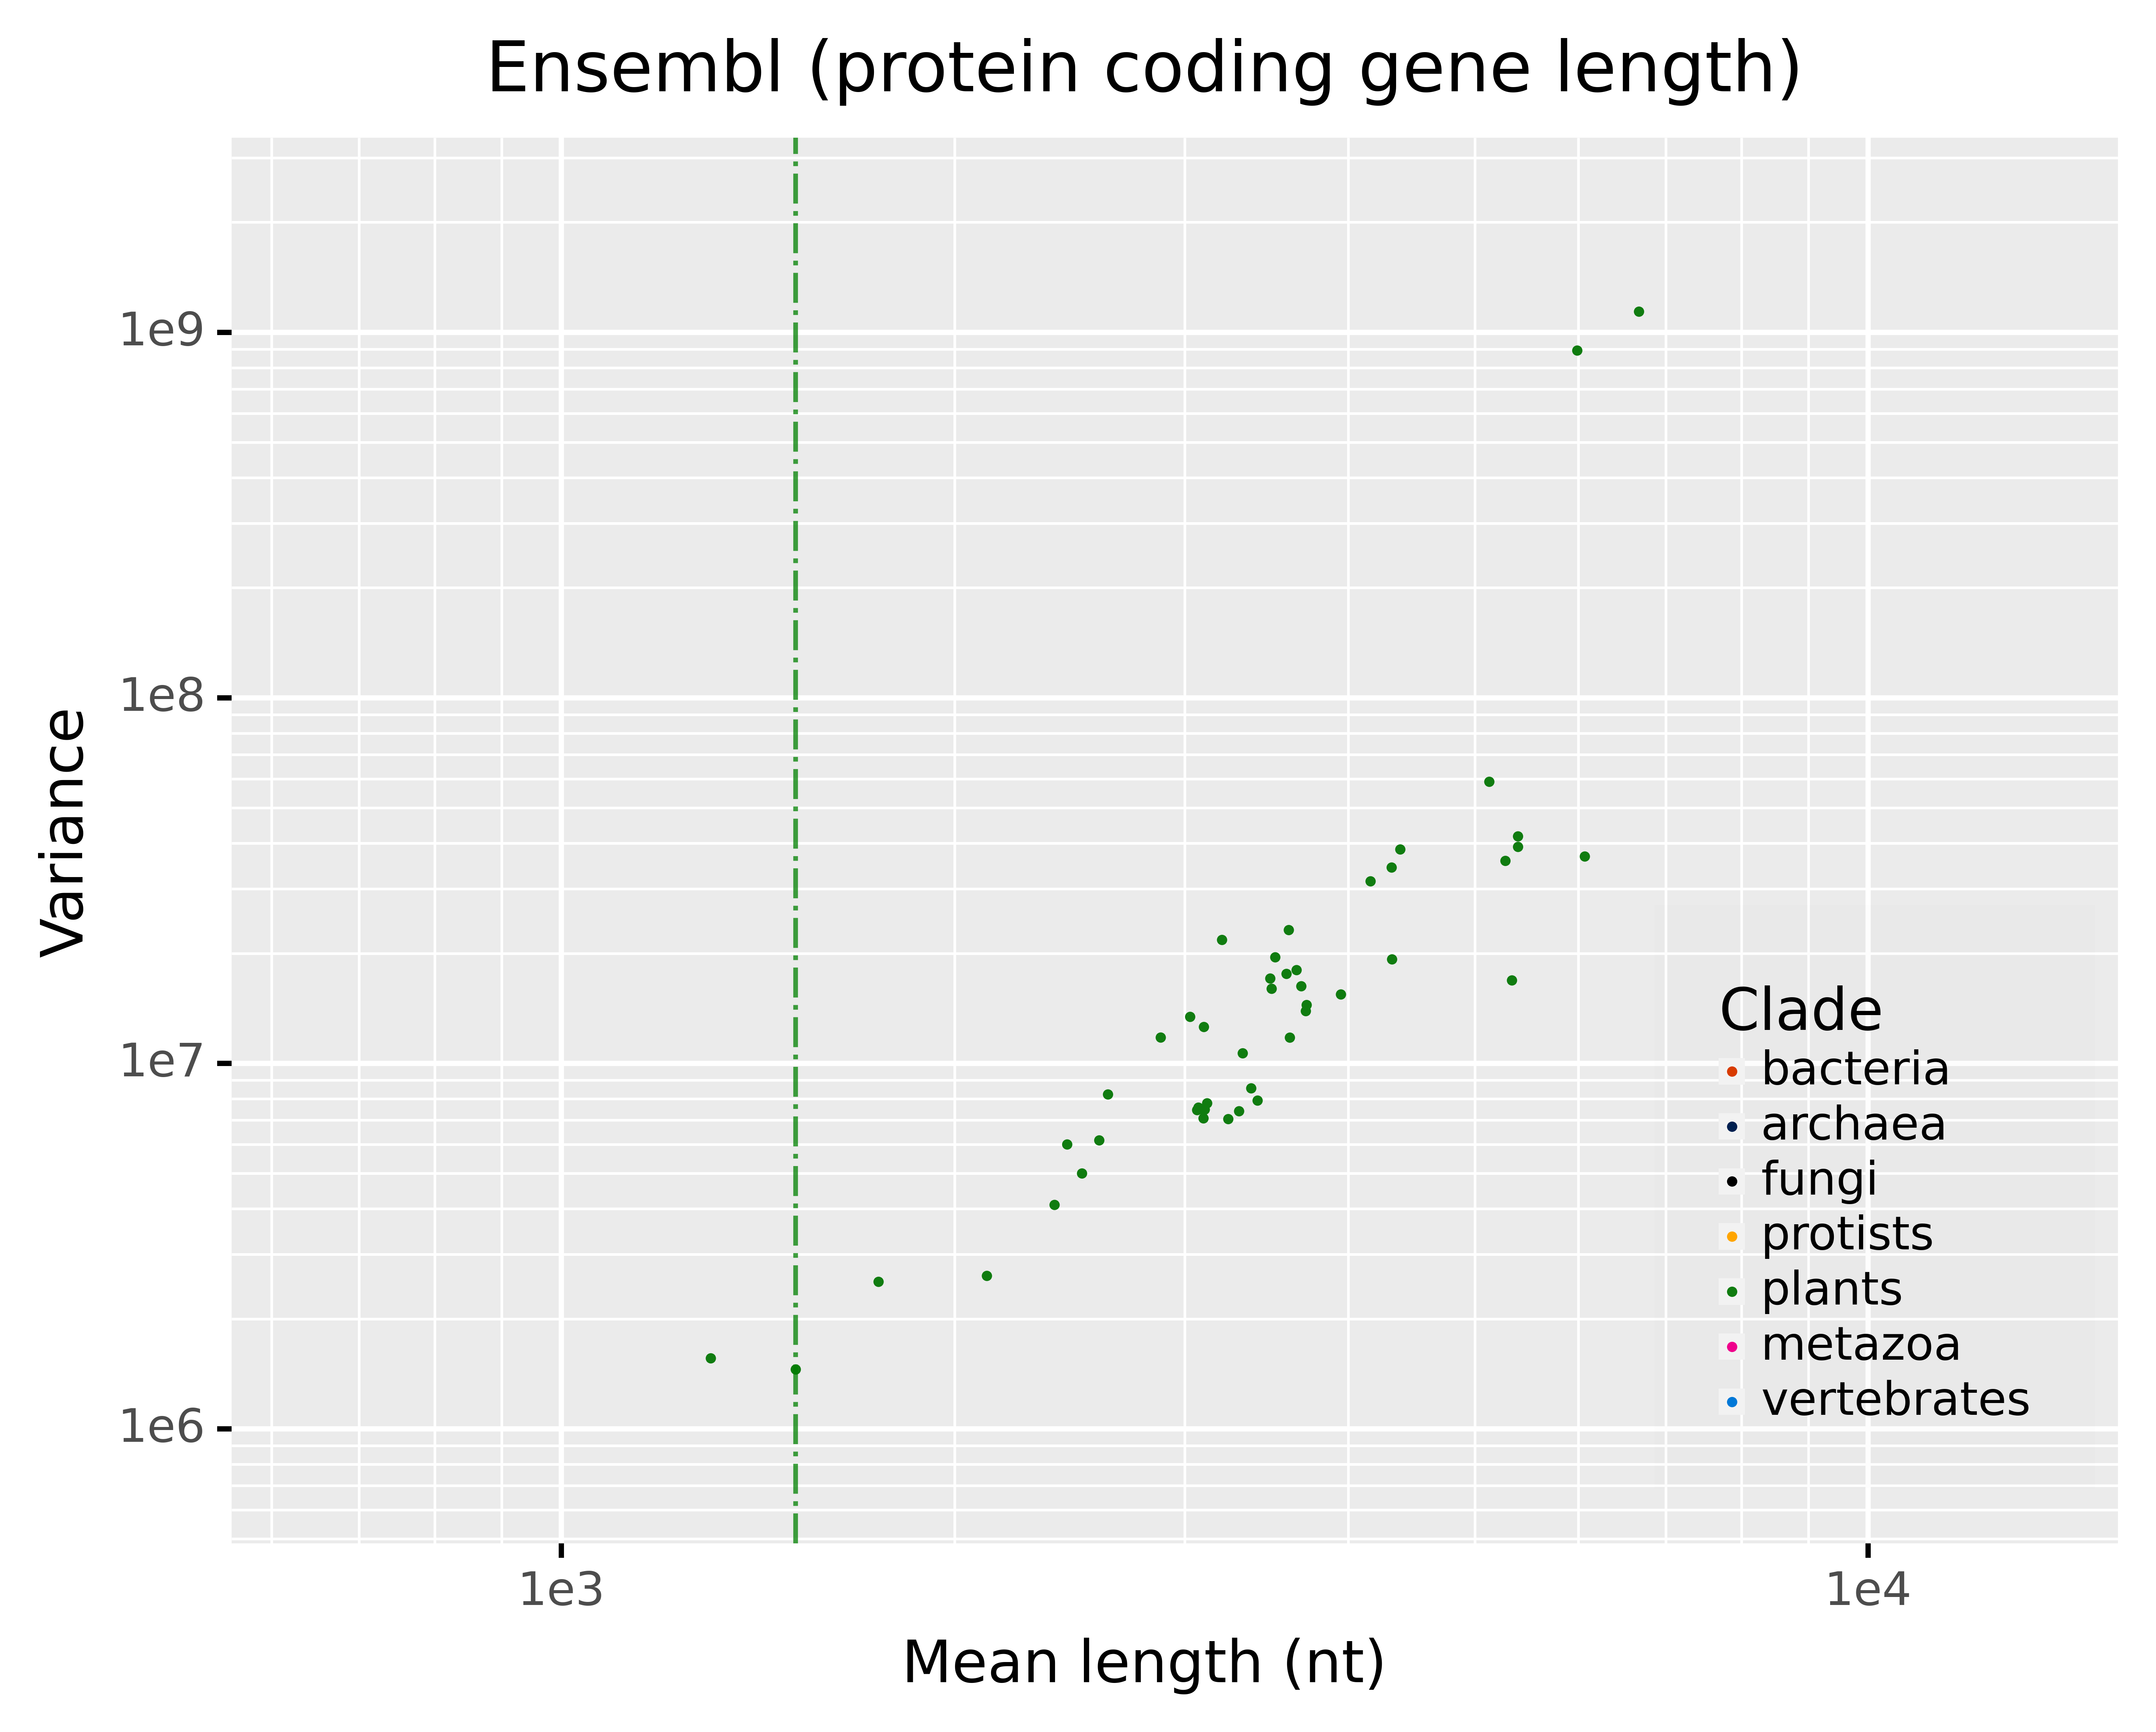 Ensembl (protein coding gene length)
1e9
1e8
1e7
1e6
Variance
Clade
bacteria
archaea
fungi
protists
plants
metazoa
vertebrates
1e3
1e4
Mean length (nt)